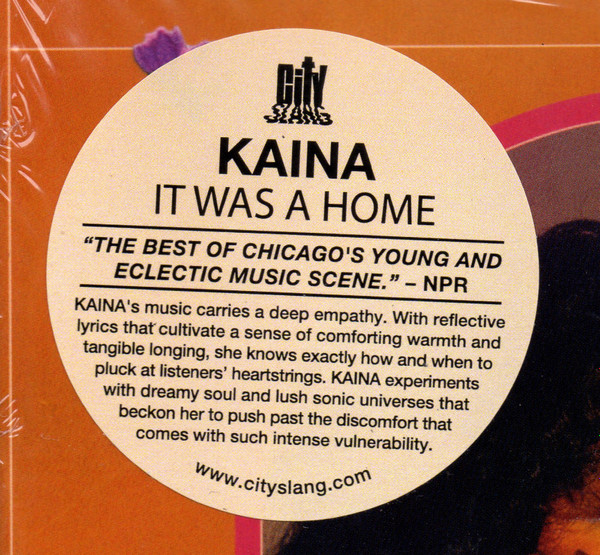 City
SLANG
KAINA
IT WAS A HOME
“THE BEST OF CHICAGO'S YOUNG AND
ECLECTIC MUSIC SCENE.” – NPR
KAINA's music carries a deep empathy. With reflective
lyrics that cultivate a sense of comforting warmth and
tangible longing, she knows exactly how and when to
pluck at listeners’ heartstrings. KAINA experiments
with dreamy soul and lush sonic universes that
beckon her to push past the discomfort that
comes with such intense vulnerability.
www.cityslang.com